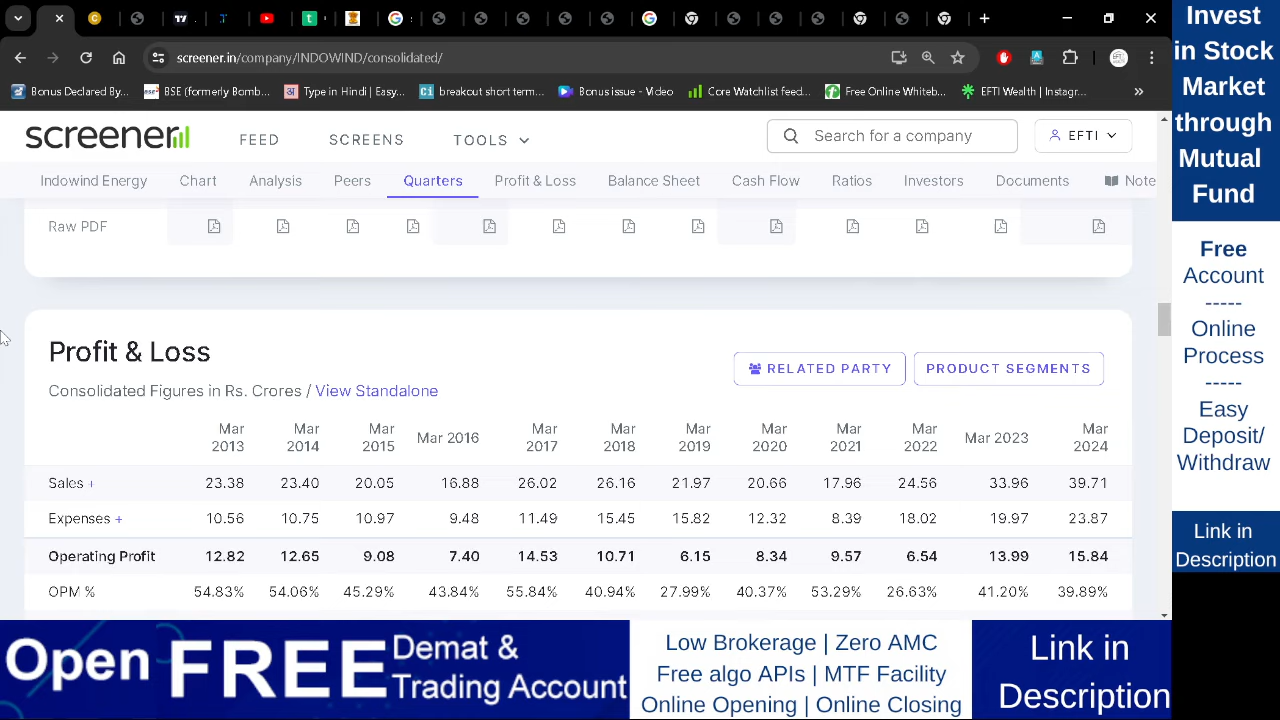 screener.in/company/INDOWIND/consolidated/
Bonus Declared By...
BSE (formerly Bomb...
Type in Hindi | Easy...
breakout short term...
Bonus issue - Video
Core Watchlist feed...
Free Online Whiteb...
EFTI Wealth | Instagr...
screener
FEED
SCREENS
TOOLS
Search for a company
EFTI
Indowind Energy Chart Analysis Peers Quarters Profit & Loss Balance Sheet Cash Flow Ratios Investors Documents Note
Raw PDF
Profit & Loss
RELATED PARTY
PRODUCT SEGMENTS
Consolidated Figures in Rs. Crores / View Standalone
Mar 2013 Mar 2014 Mar 2015 Mar 2016 Mar 2017 Mar 2018 Mar 2019 Mar 2020 Mar 2021 Mar 2022 Mar 2023 Mar 2024
Sales + 23.38 23.40 20.05 16.88 26.02 26.16 21.97 20.66 17.96 24.56 33.96 39.71
Expenses + 10.56 10.75 10.97 9.48 11.49 15.45 15.82 12.32 8.39 18.02 19.97 23.87
Operating Profit 12.82 12.65 9.08 7.40 14.53 10.71 6.15 8.34 9.57 6.54 13.99 15.84
OPM % 54.83% 54.06% 45.29% 43.84% 55.84% 40.94% 27.99% 40.37% 53.29% 26.63% 41.20% 39.89%
Invest
in Stock
Market
through
Mutual
Fund
Free
Account
-----
Online
Process
-----
Easy
Deposit/
Withdraw
Link in
Description
Open FREE
Demat &
Trading Account
Low Brokerage | Zero AMC
Free algo APIs | MTF Facility
Online Opening | Online Closing
Link in
Description